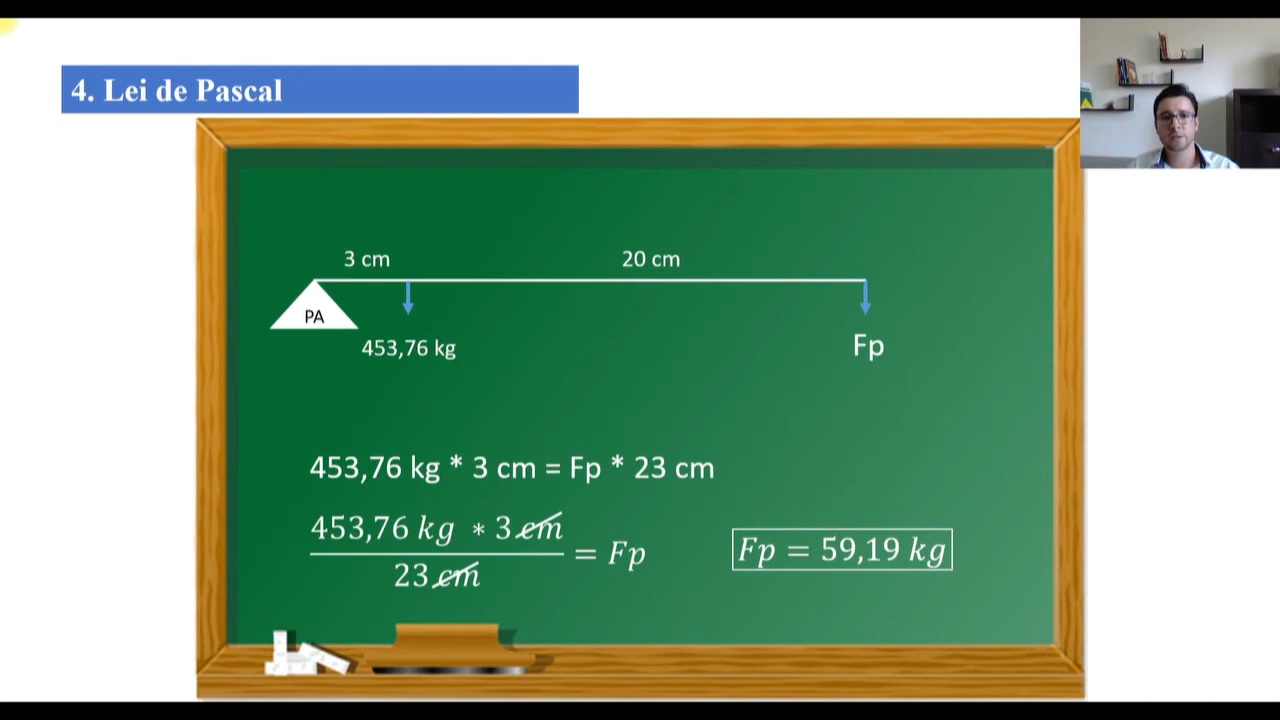 4. Lei de Pascal
3 cm 20 cm
PA
453,76 kg Fp
453,76 kg * 3 cm = Fp * 23 cm
453,76 kg * 3 cm
23 cm
= Fp
Fp = 59,19 kg